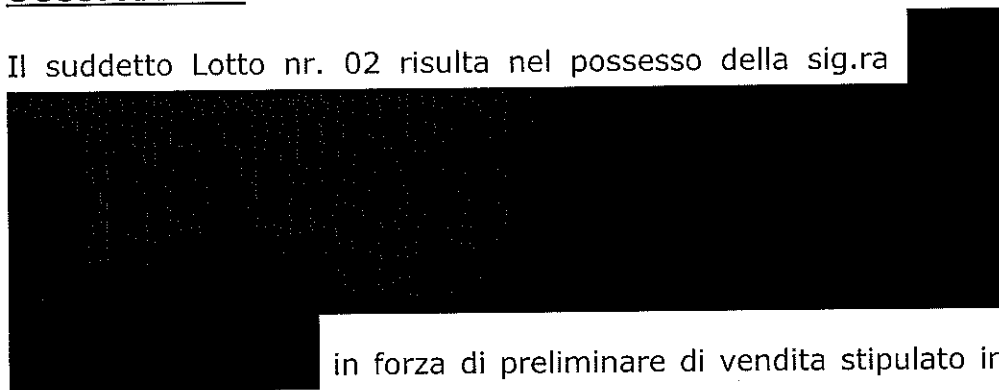 Il suddetto Lotto nr. 02 risulta nel possesso della sig.ra
in forza di preliminare di vendita stipulato in